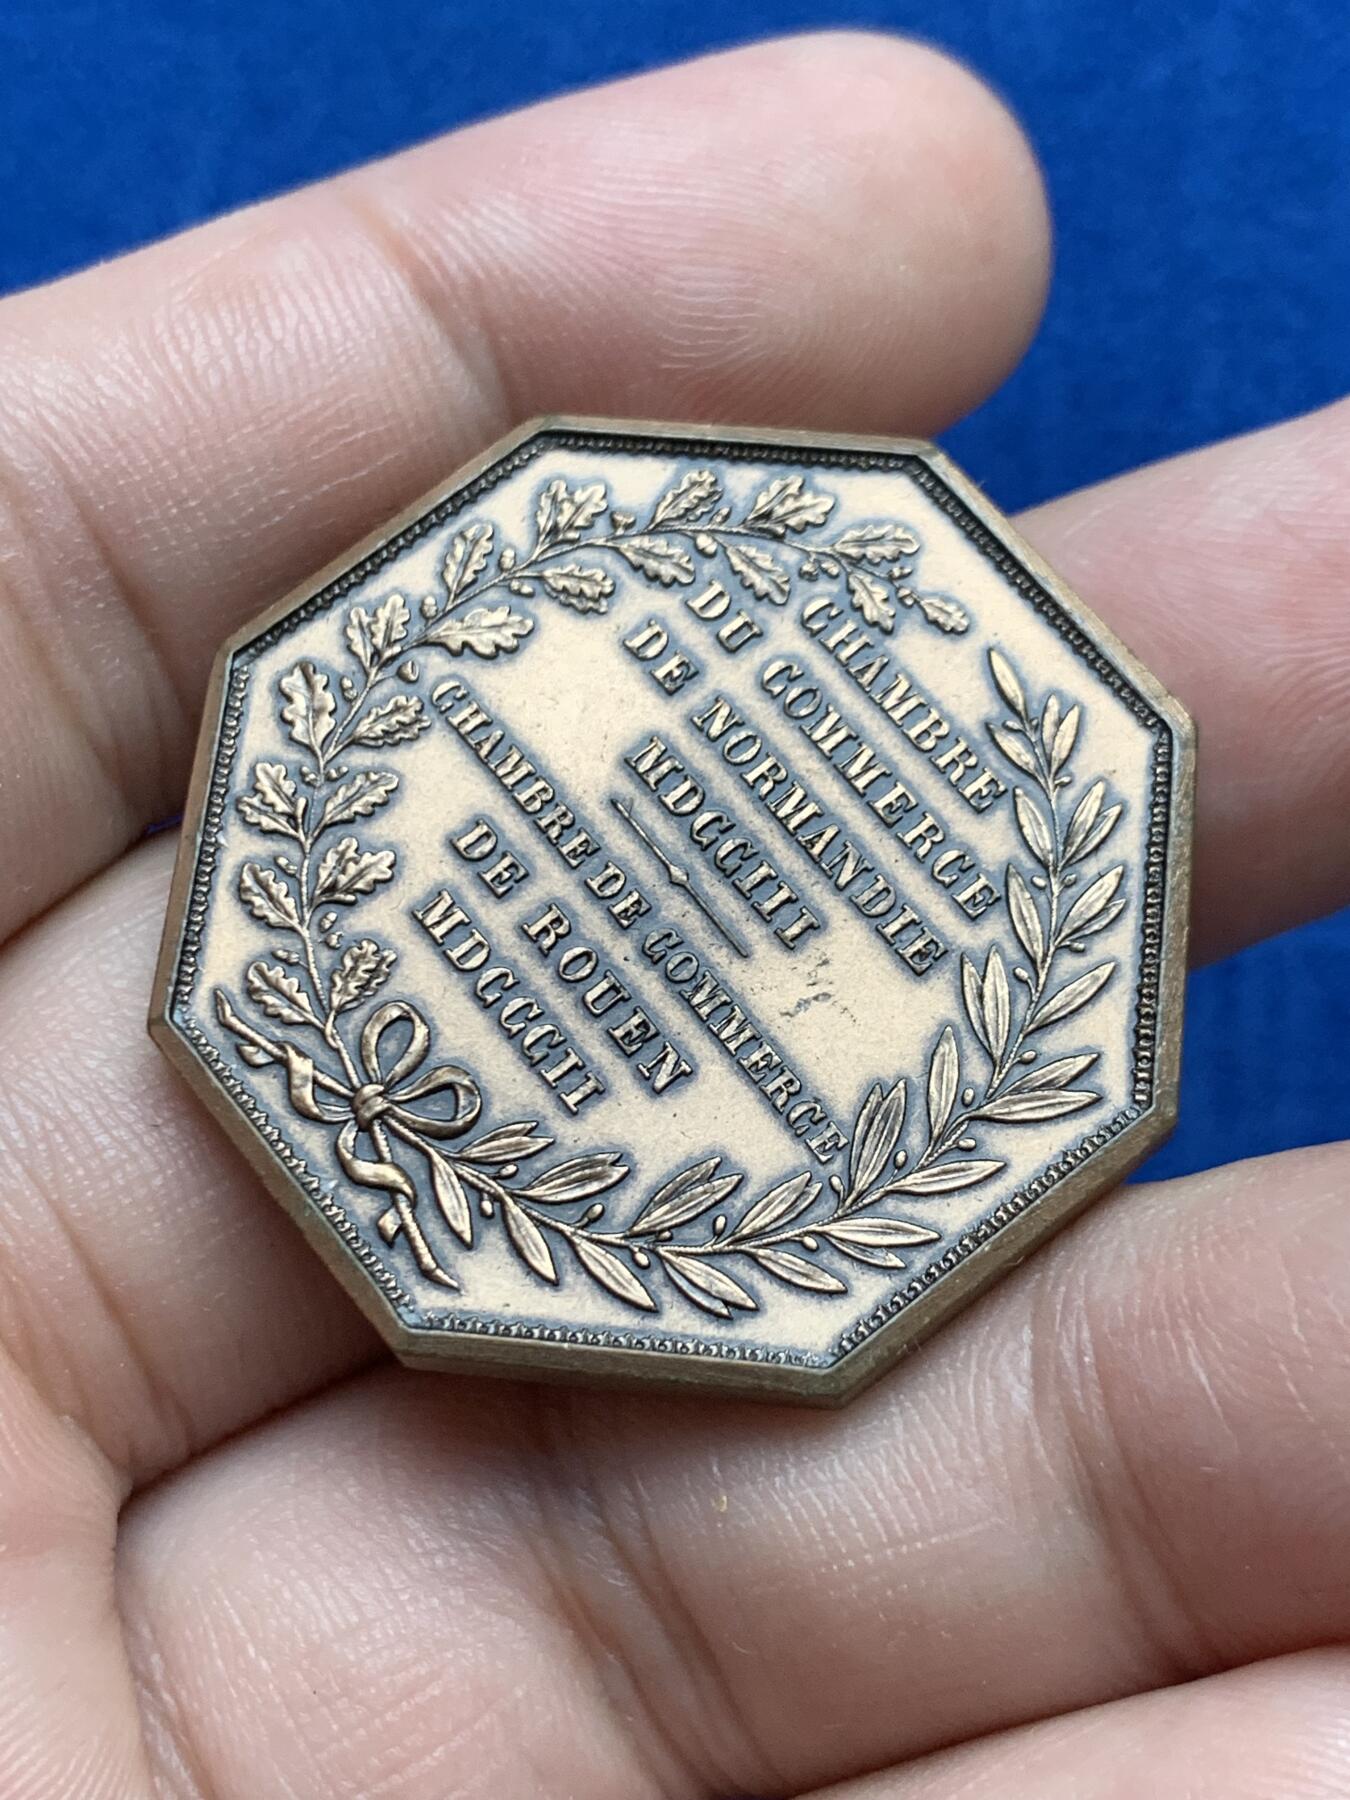 CHAMBRE
DU COMMERCE
DE NORMANDIE
MDCCIII
CHAMBRE DE COMMERCE
DE ROUEN
MDCCCII